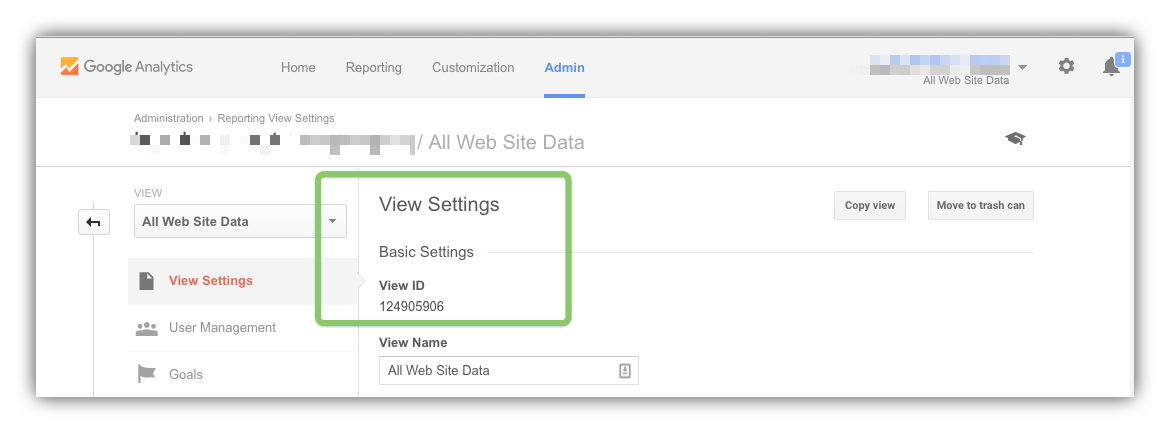 Google Analytics
Home Reporting Customization Admin
All Web Site Data
i
Administration › Reporting View Settings
/ All Web Site Data
VIEW
All Web Site Data
View Settings
User Management
Goals
View Settings
Copy view
Move to trash can
Basic Settings
View ID
124905906
View Name
All Web Site Data